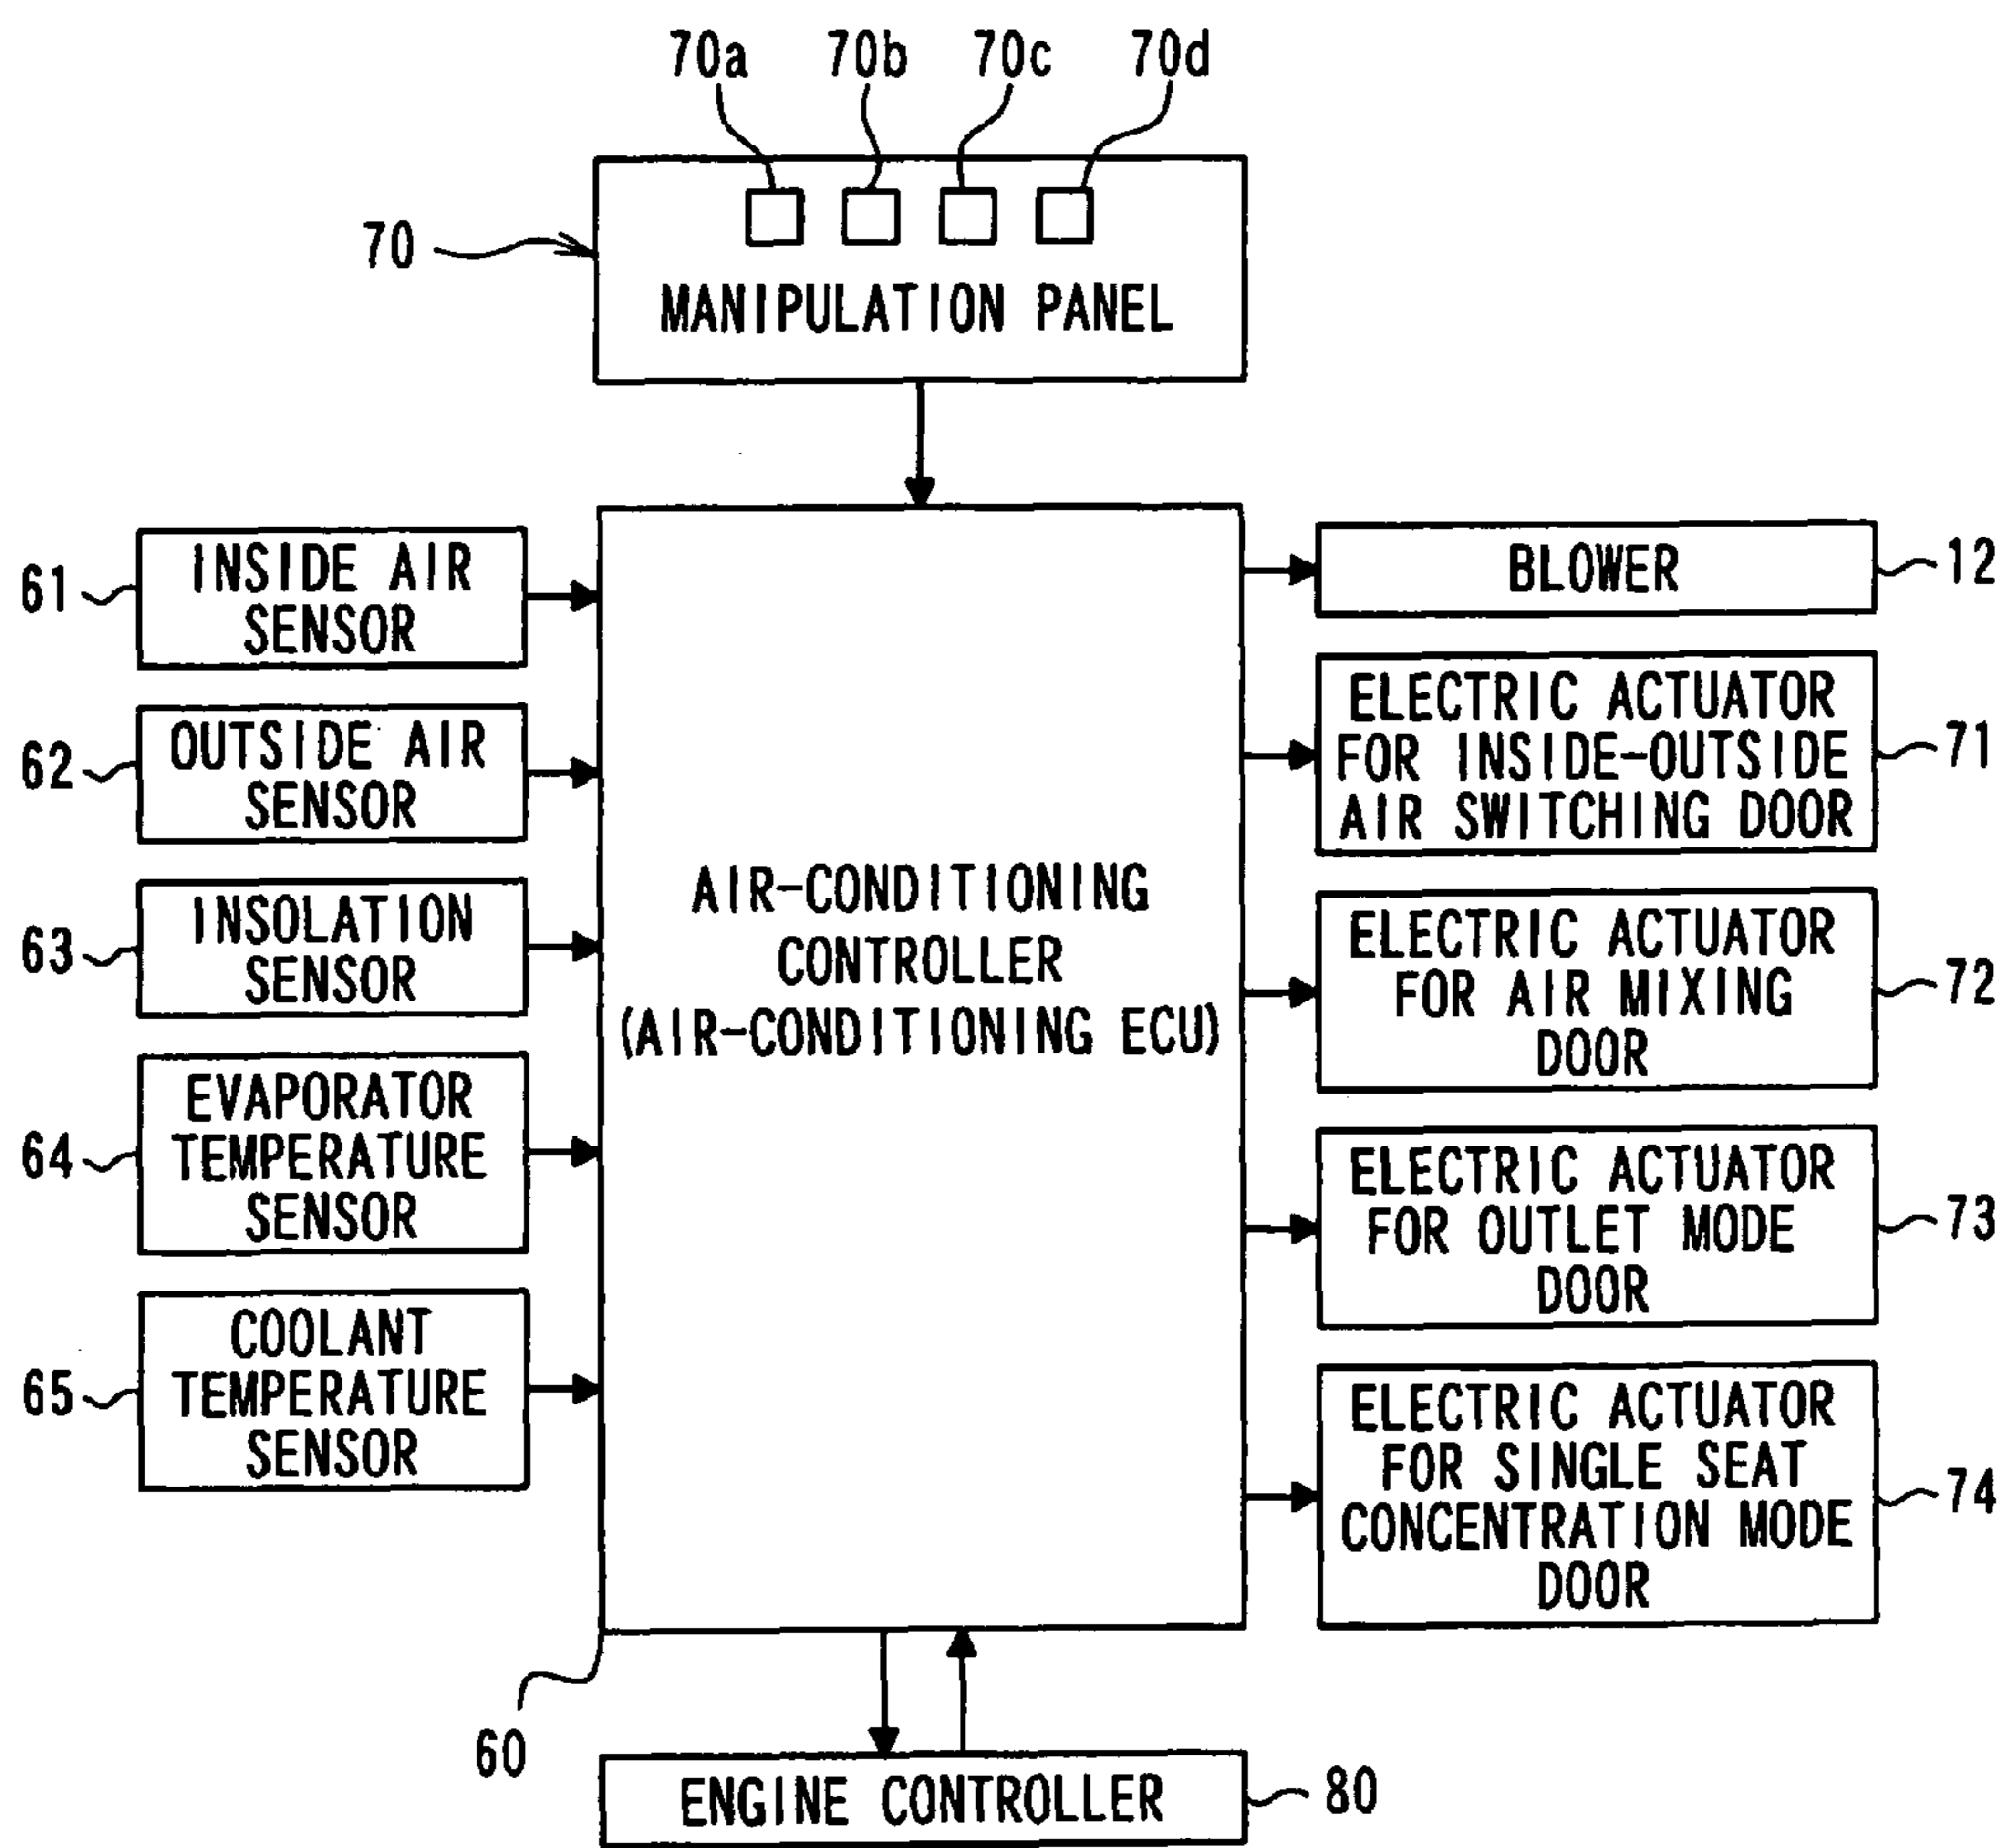 70a 70b 70c 70d
70
MANIPULATION PANEL
61
INSIDE AIR
SENSOR
62
OUTSIDE AIR
SENSOR
63
INSOLATION
SENSOR
64
EVAPORATOR
TEMPERATURE
SENSOR
65
COOLANT
TEMPERATURE
SENSOR
AIR-CONDITIONING
CONTROLLER
(AIR-CONDITIONING ECU)
60
BLOWER
12
ELECTRIC ACTUATOR
FOR INSIDE-OUTSIDE
AIR SWITCHING DOOR
71
ELECTRIC ACTUATOR
FOR AIR MIXING
DOOR
72
ELECTRIC ACTUATOR
FOR OUTLET MODE
DOOR
73
ELECTRIC ACTUATOR
FOR SINGLE SEAT
CONCENTRATION MODE
DOOR
74
ENGINE CONTROLLER
80